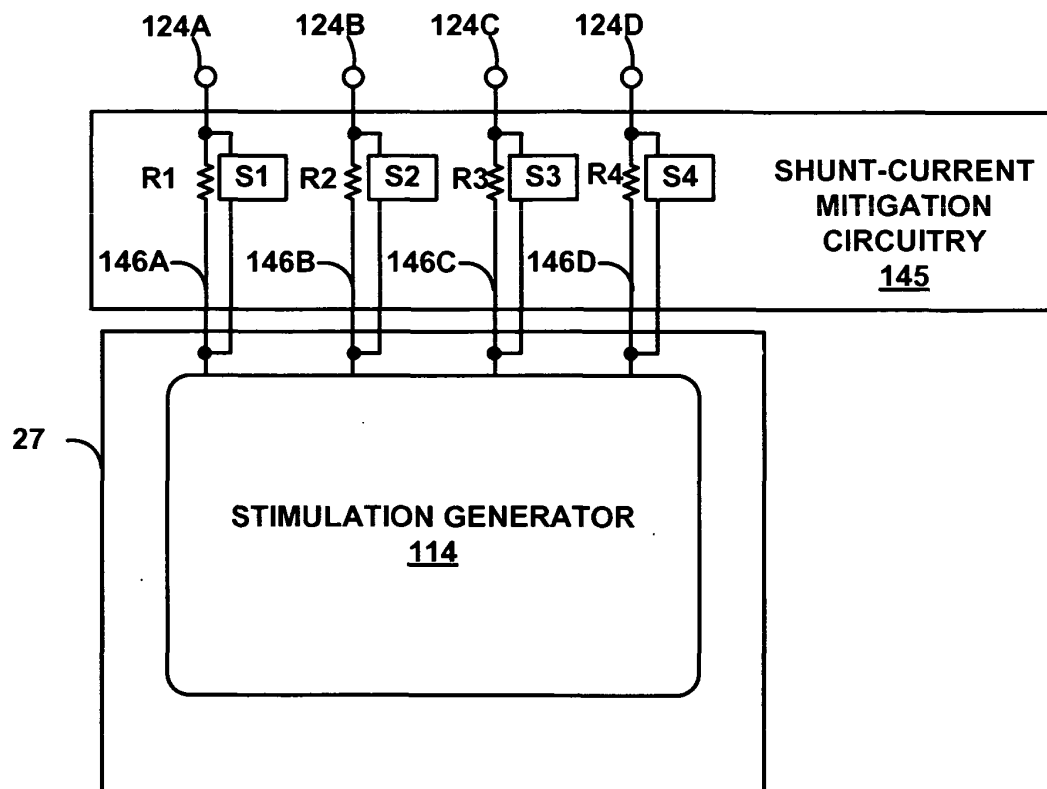 124A 124B 124C 124D
R1 S1 R2 S2 R3 S3 R4 S4
SHUNT-CURRENT
MITIGATION
CIRCUITRY
145
146A 146B 146C 146D
27
STIMULATION GENERATOR
114